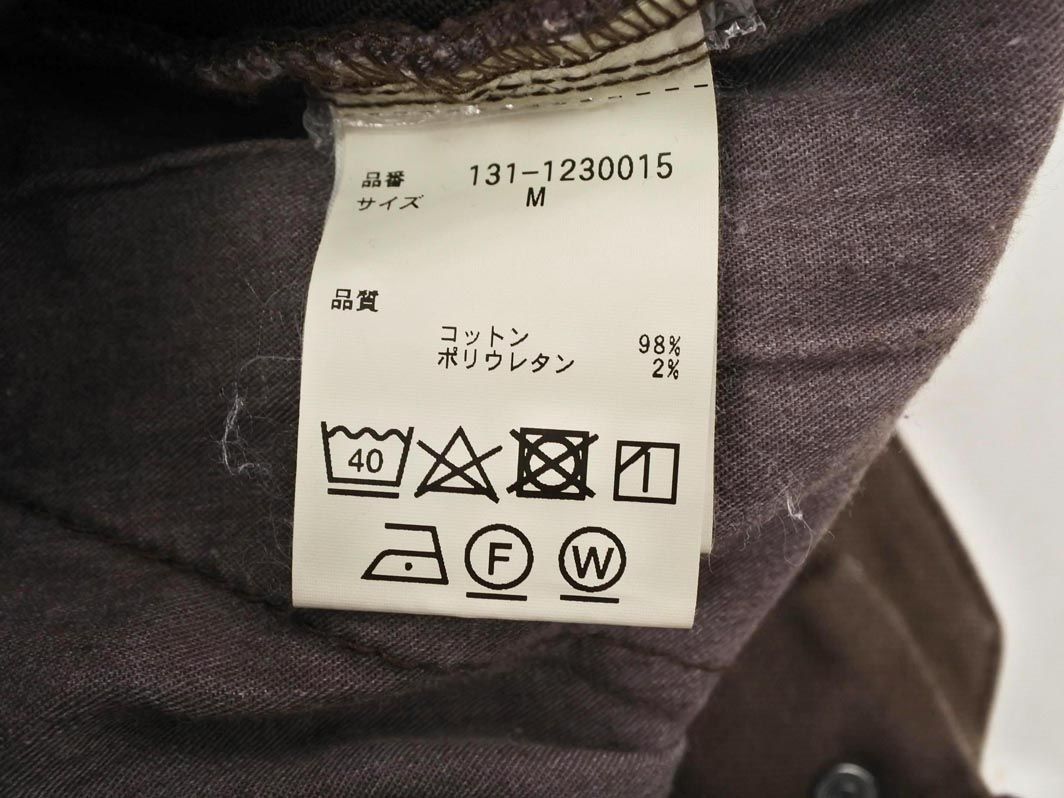 品番 131-1230015
サイズ M
品質
コットン 98%
ポリウレタン 2%
40
F W